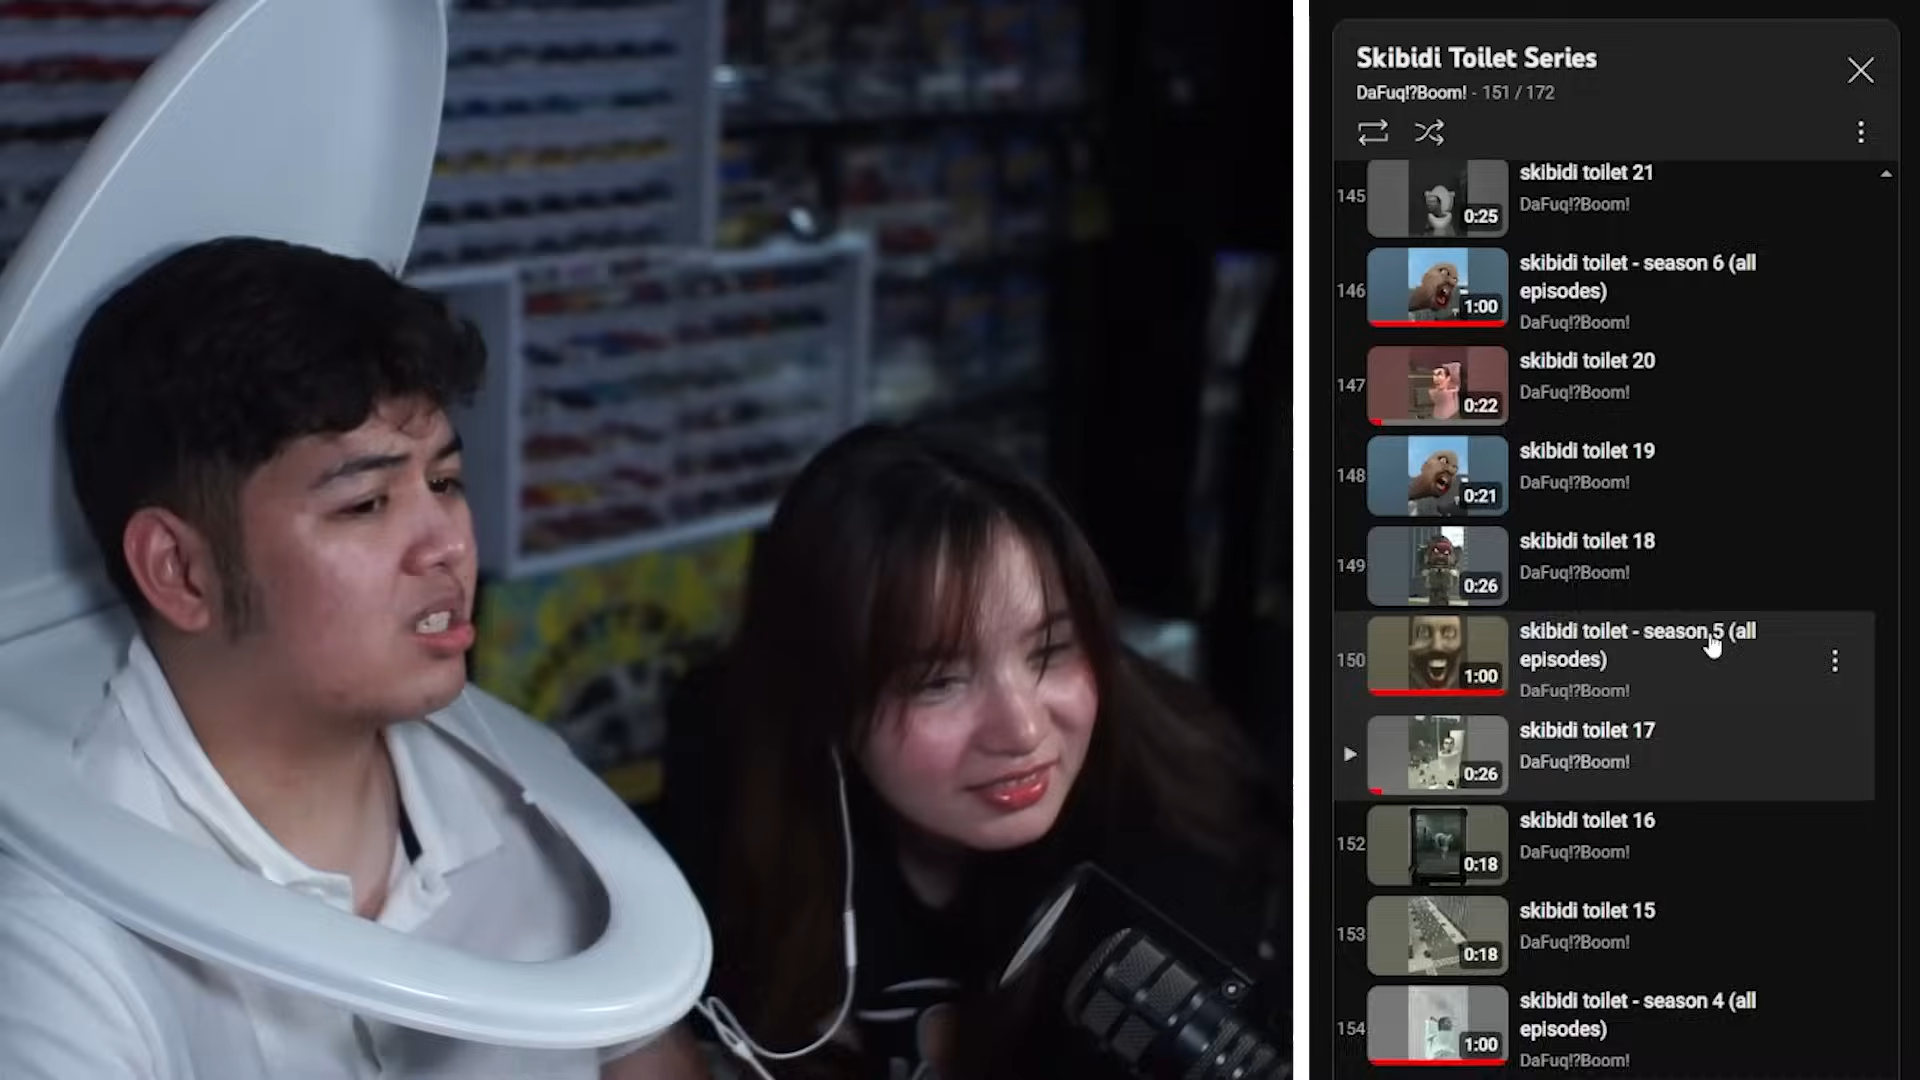 Skibidi Toilet Series
DaFuq!?Boom! - 151 / 172
145
skibidi toilet 21
DaFuq!?Boom!
0:25
146
skibidi toilet - season 6 (all
episodes)
DaFuq!?Boom!
1:00
147
skibidi toilet 20
DaFuq!?Boom!
0:22
148
skibidi toilet 19
DaFuq!?Boom!
0:21
149
skibidi toilet 18
DaFuq!?Boom!
0:26
150
skibidi toilet - season 5 (all
episodes)
DaFuq!?Boom!
1:00
skibidi toilet 17
DaFuq!?Boom!
0:26
152
skibidi toilet 16
DaFuq!?Boom!
0:18
153
skibidi toilet 15
DaFuq!?Boom!
0:18
154
skibidi toilet - season 4 (all
episodes)
DaFuq!?Boom!
1:00